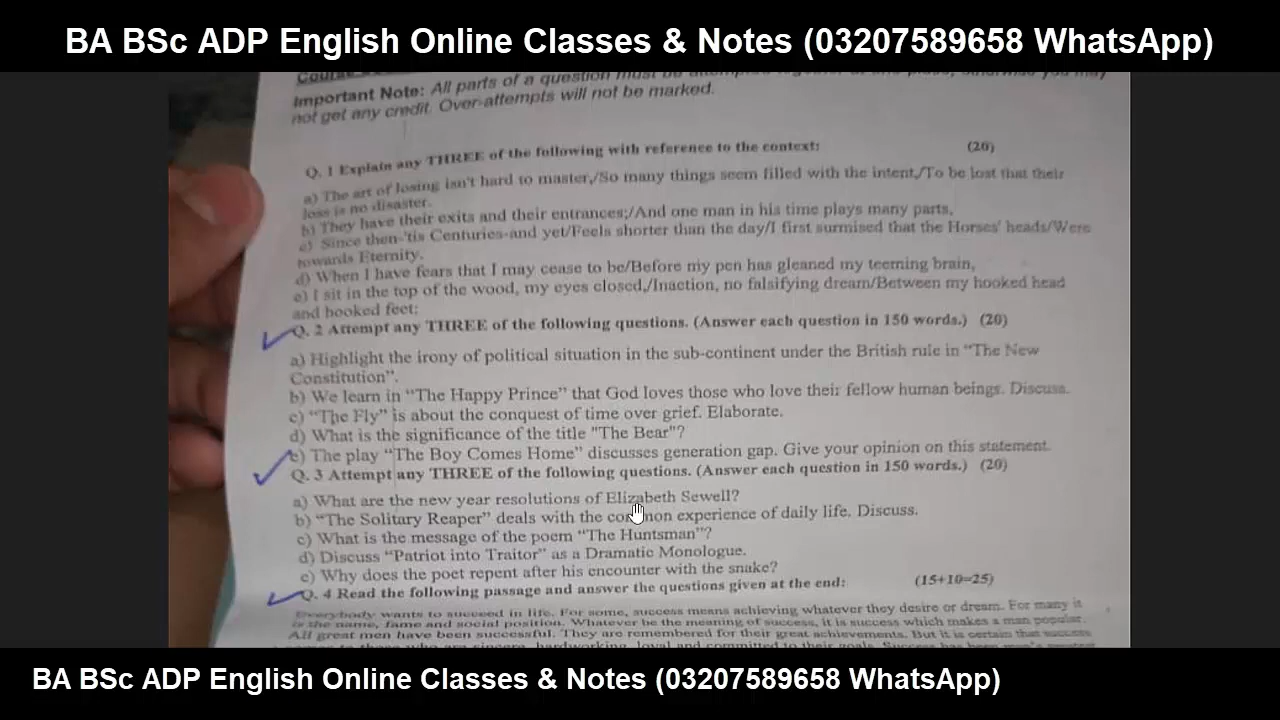 BA BSc ADP English Online Classes & Notes (03207589658 WhatsApp)
Course
Important Note: All parts of a question must be
not get any credit. Over-attempts will not be marked.
Q. 1 Explain any THREE of the following with reference to the context: (20)
a) The art of losing isn't hard to master,/So many things seem filled with the intent,/To be lost that their
loss is no disaster.
b) They have their exits and their entrances;/And one man in his time plays many parts,
c) Since then-'tis Centuries-and yet/Feels shorter than the day/I first surmised that the Horses' heads/Were
towards Eternity.
d) When I have fears that I may cease to be/Before my pen has gleaned my teeming brain,
e) I sit in the top of the wood, my eyes closed,/Inaction, no falsifying dream/Between my hooked head
and hooked feet:
Q. 2 Attempt any THREE of the following questions. (Answer each question in 150 words.) (20)
a) Highlight the irony of political situation in the sub-continent under the British rule in “The New
Constitution”.
b) We learn in “The Happy Prince” that God loves those who love their fellow human beings. Discuss.
c) “The Fly” is about the conquest of time over grief. Elaborate.
d) What is the significance of the title "The Bear"?
e) The play “The Boy Comes Home” discusses generation gap. Give your opinion on this statement.
Q. 3 Attempt any THREE of the following questions. (Answer each question in 150 words.) (20)
a) What are the new year resolutions of Elizabeth Sewell?
b) “The Solitary Reaper” deals with the common experience of daily life. Discuss.
c) What is the message of the poem “The Huntsman”?
d) Discuss “Patriot into Traitor” as a Dramatic Monologue.
e) Why does the poet repent after his encounter with the snake?
Q. 4 Read the following passage and answer the questions given at the end: (15+10=25)
Everybody wants to succeed in life. For some, success means achieving whatever they desire or dream. For many it
is the name, fame and social position. Whatever be the meaning of success, it is success which makes a man popular.
All great men have been successful. They are remembered for their great achievements. But it is certain that success
comes to those who are sincere, hardworking, loyal and committed to their goals. Success has been man's greatest
BA BSc ADP English Online Classes & Notes (03207589658 WhatsApp)